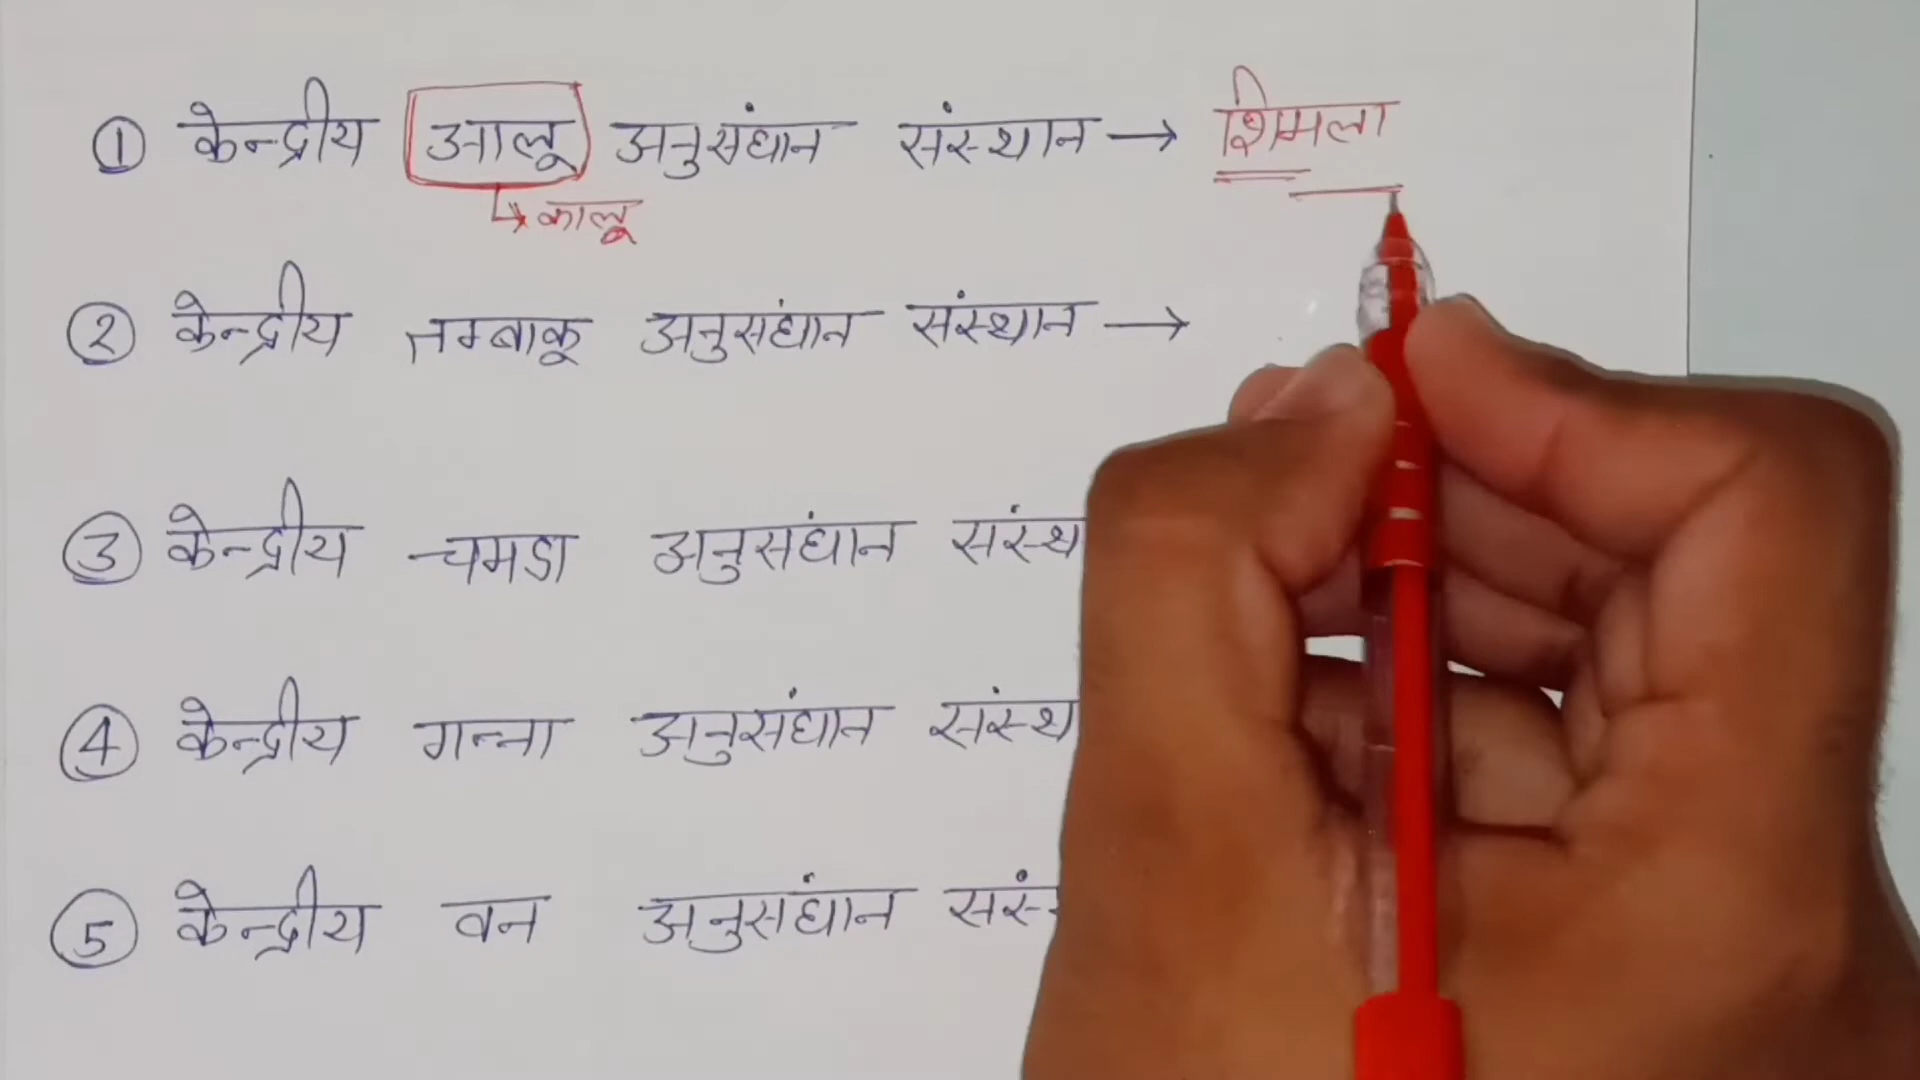 ① केन्द्रीय आलू अनुसंधान संस्थान → शिमला
↳ कालू
② केन्द्रीय तम्बाकू अनुसंधान संस्थान →
③ केन्द्रीय चमडा अनुसंधान संस्थ
④ केन्द्रीय गन्ना अनुसंधान संस्थ
⑤ केन्द्रीय वन अनुसंधान संस्